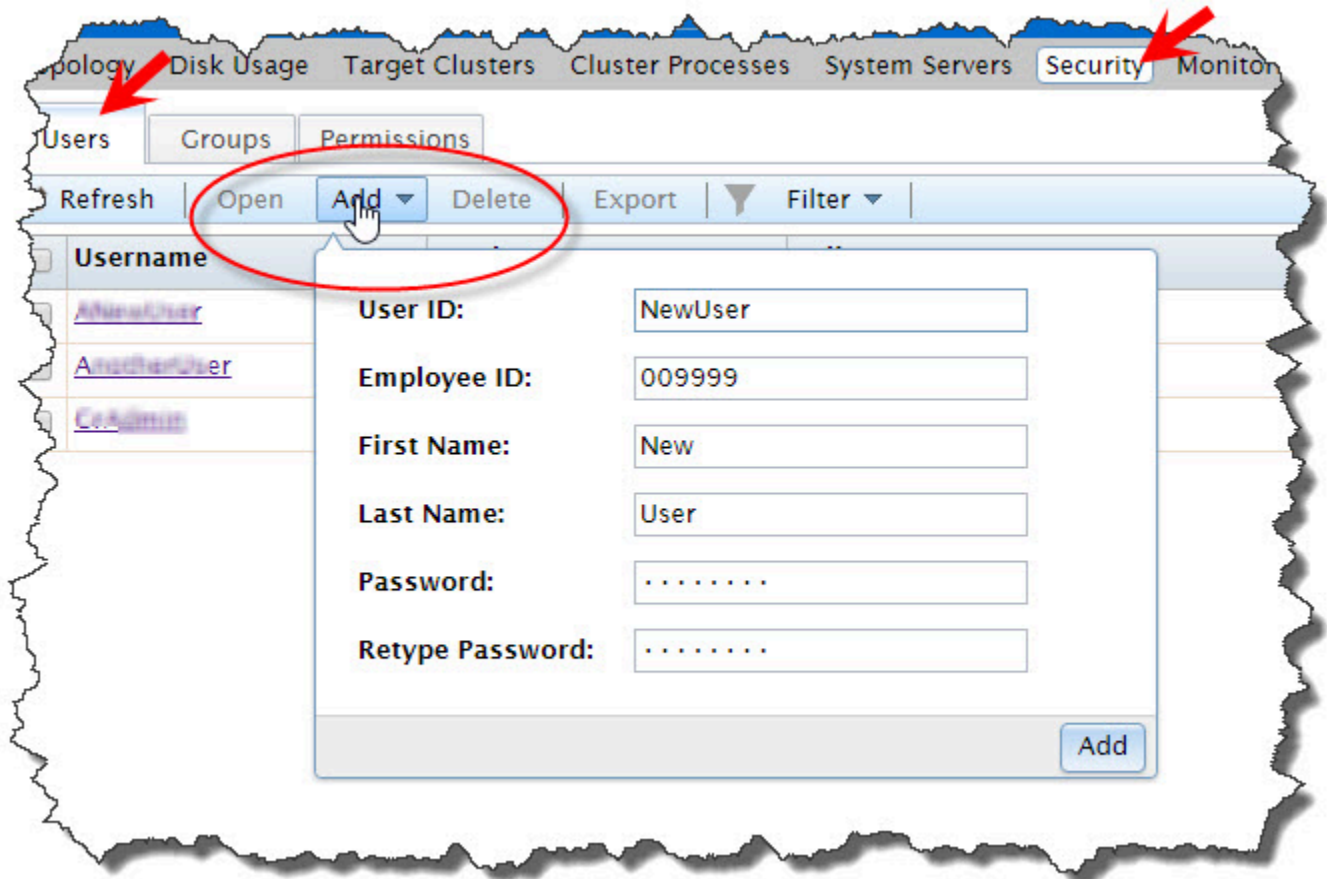 Disk Usage Target Clusters Cluster Processes System Servers Security
Users Groups Permissions
Refresh Open Add Delete Export Filter
Username
User ID: NewUser
Employee ID: 009999
First Name: New
Last Name: User
Password: ········
Retype Password: ········
Add